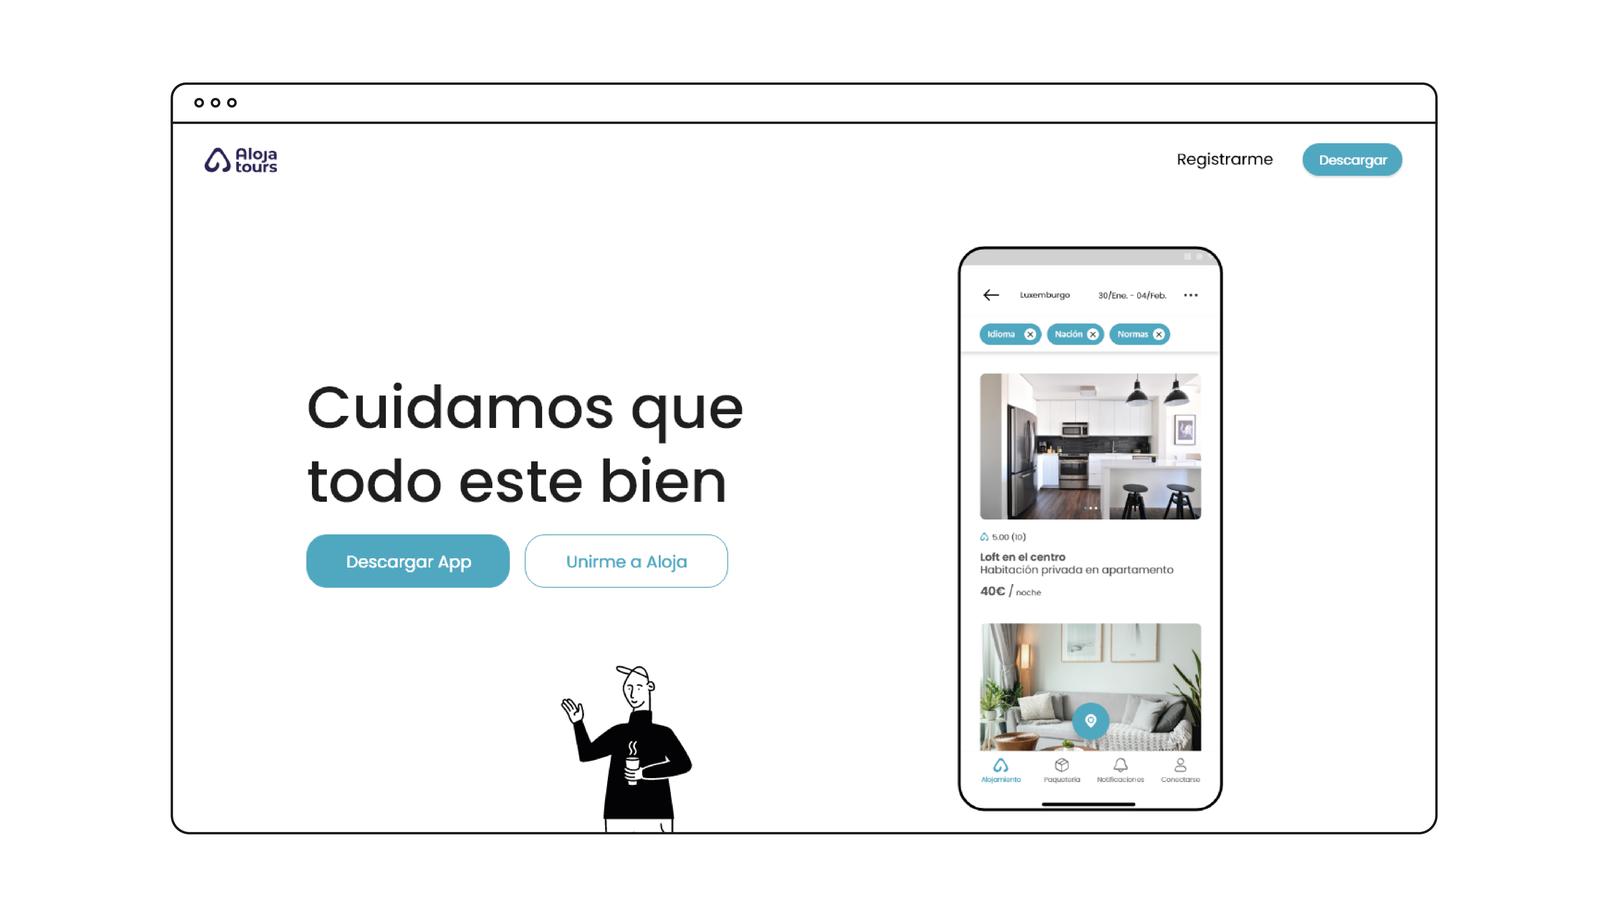 Aloja
tours
Registrarme
Descargar
Cuidamos que
todo este bien
Descargar App
Unirme a Aloja
Luxemburgo
30/Ene. - 04/Feb.
Idioma
Nación
Normas
5.00 (10)
Loft en el centro
Habitación privada en apartamento
40€ / noche
Alojamiento
Paquetería
Notificaciones
Conectarse